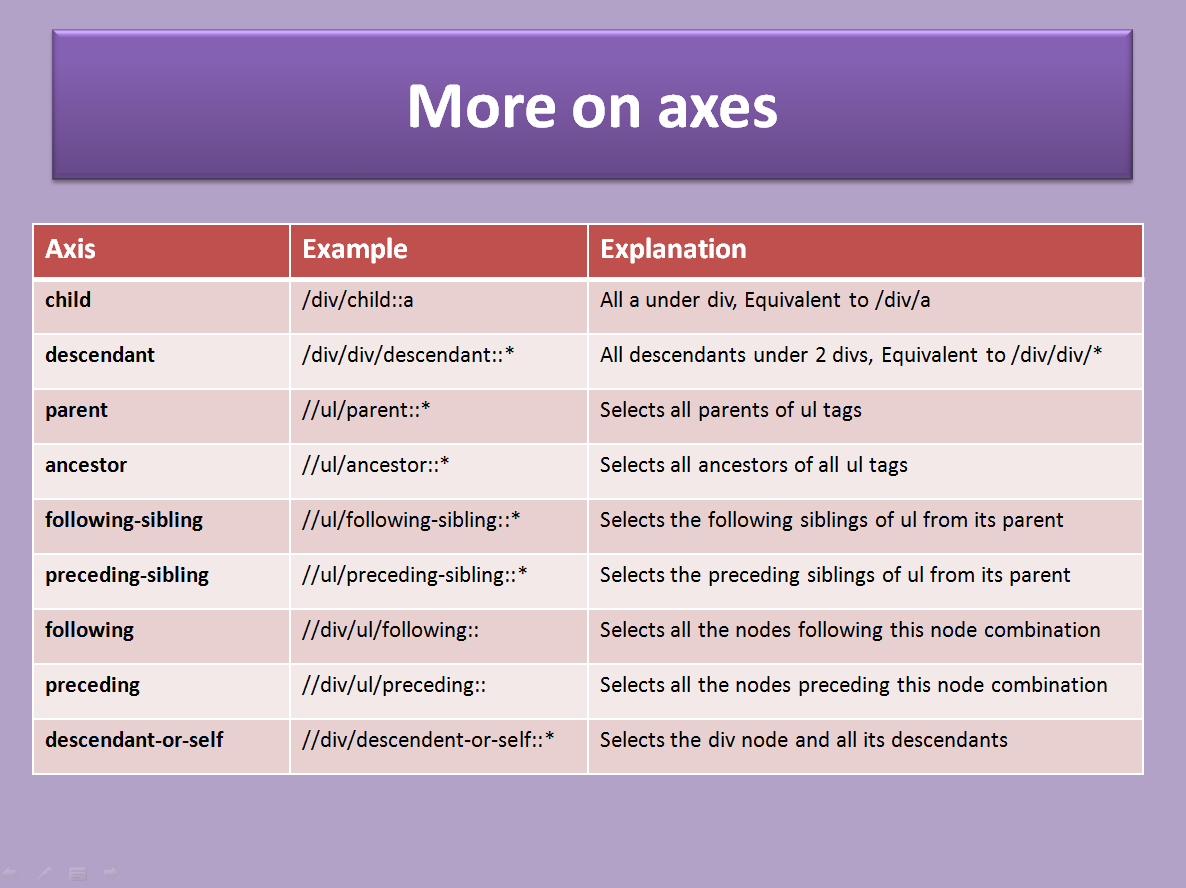 More on axes
Axis Example Explanation
child /div/child::a All a under div, Equivalent to /div/a
descendant /div/div/descendant::* All descendants under 2 divs, Equivalent to /div/div/*
parent //ul/parent::* Selects all parents of ul tags
ancestor //ul/ancestor::* Selects all ancestors of all ul tags
following-sibling //ul/following-sibling::* Selects the following siblings of ul from its parent
preceding-sibling //ul/preceding-sibling::* Selects the preceding siblings of ul from its parent
following //div/ul/following:: Selects all the nodes following this node combination
preceding //div/ul/preceding:: Selects all the nodes preceding this node combination
descendant-or-self //div/descendent-or-self::* Selects the div node and all its descendants